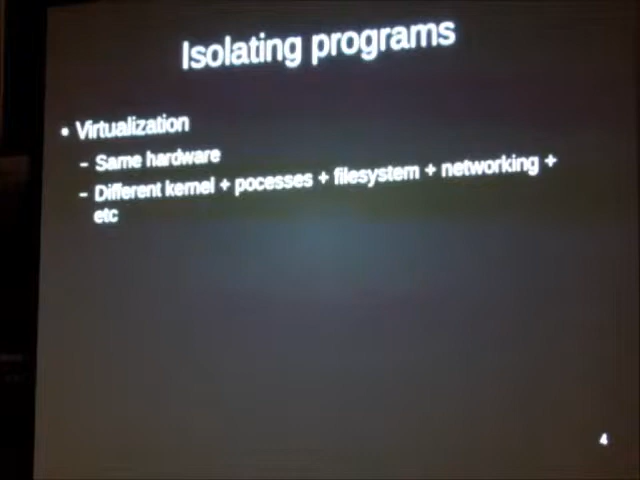 Isolating programs
• Virtualization
– Same hardware
– Different kernel + pocesses + filesystem + networking +
etc
4